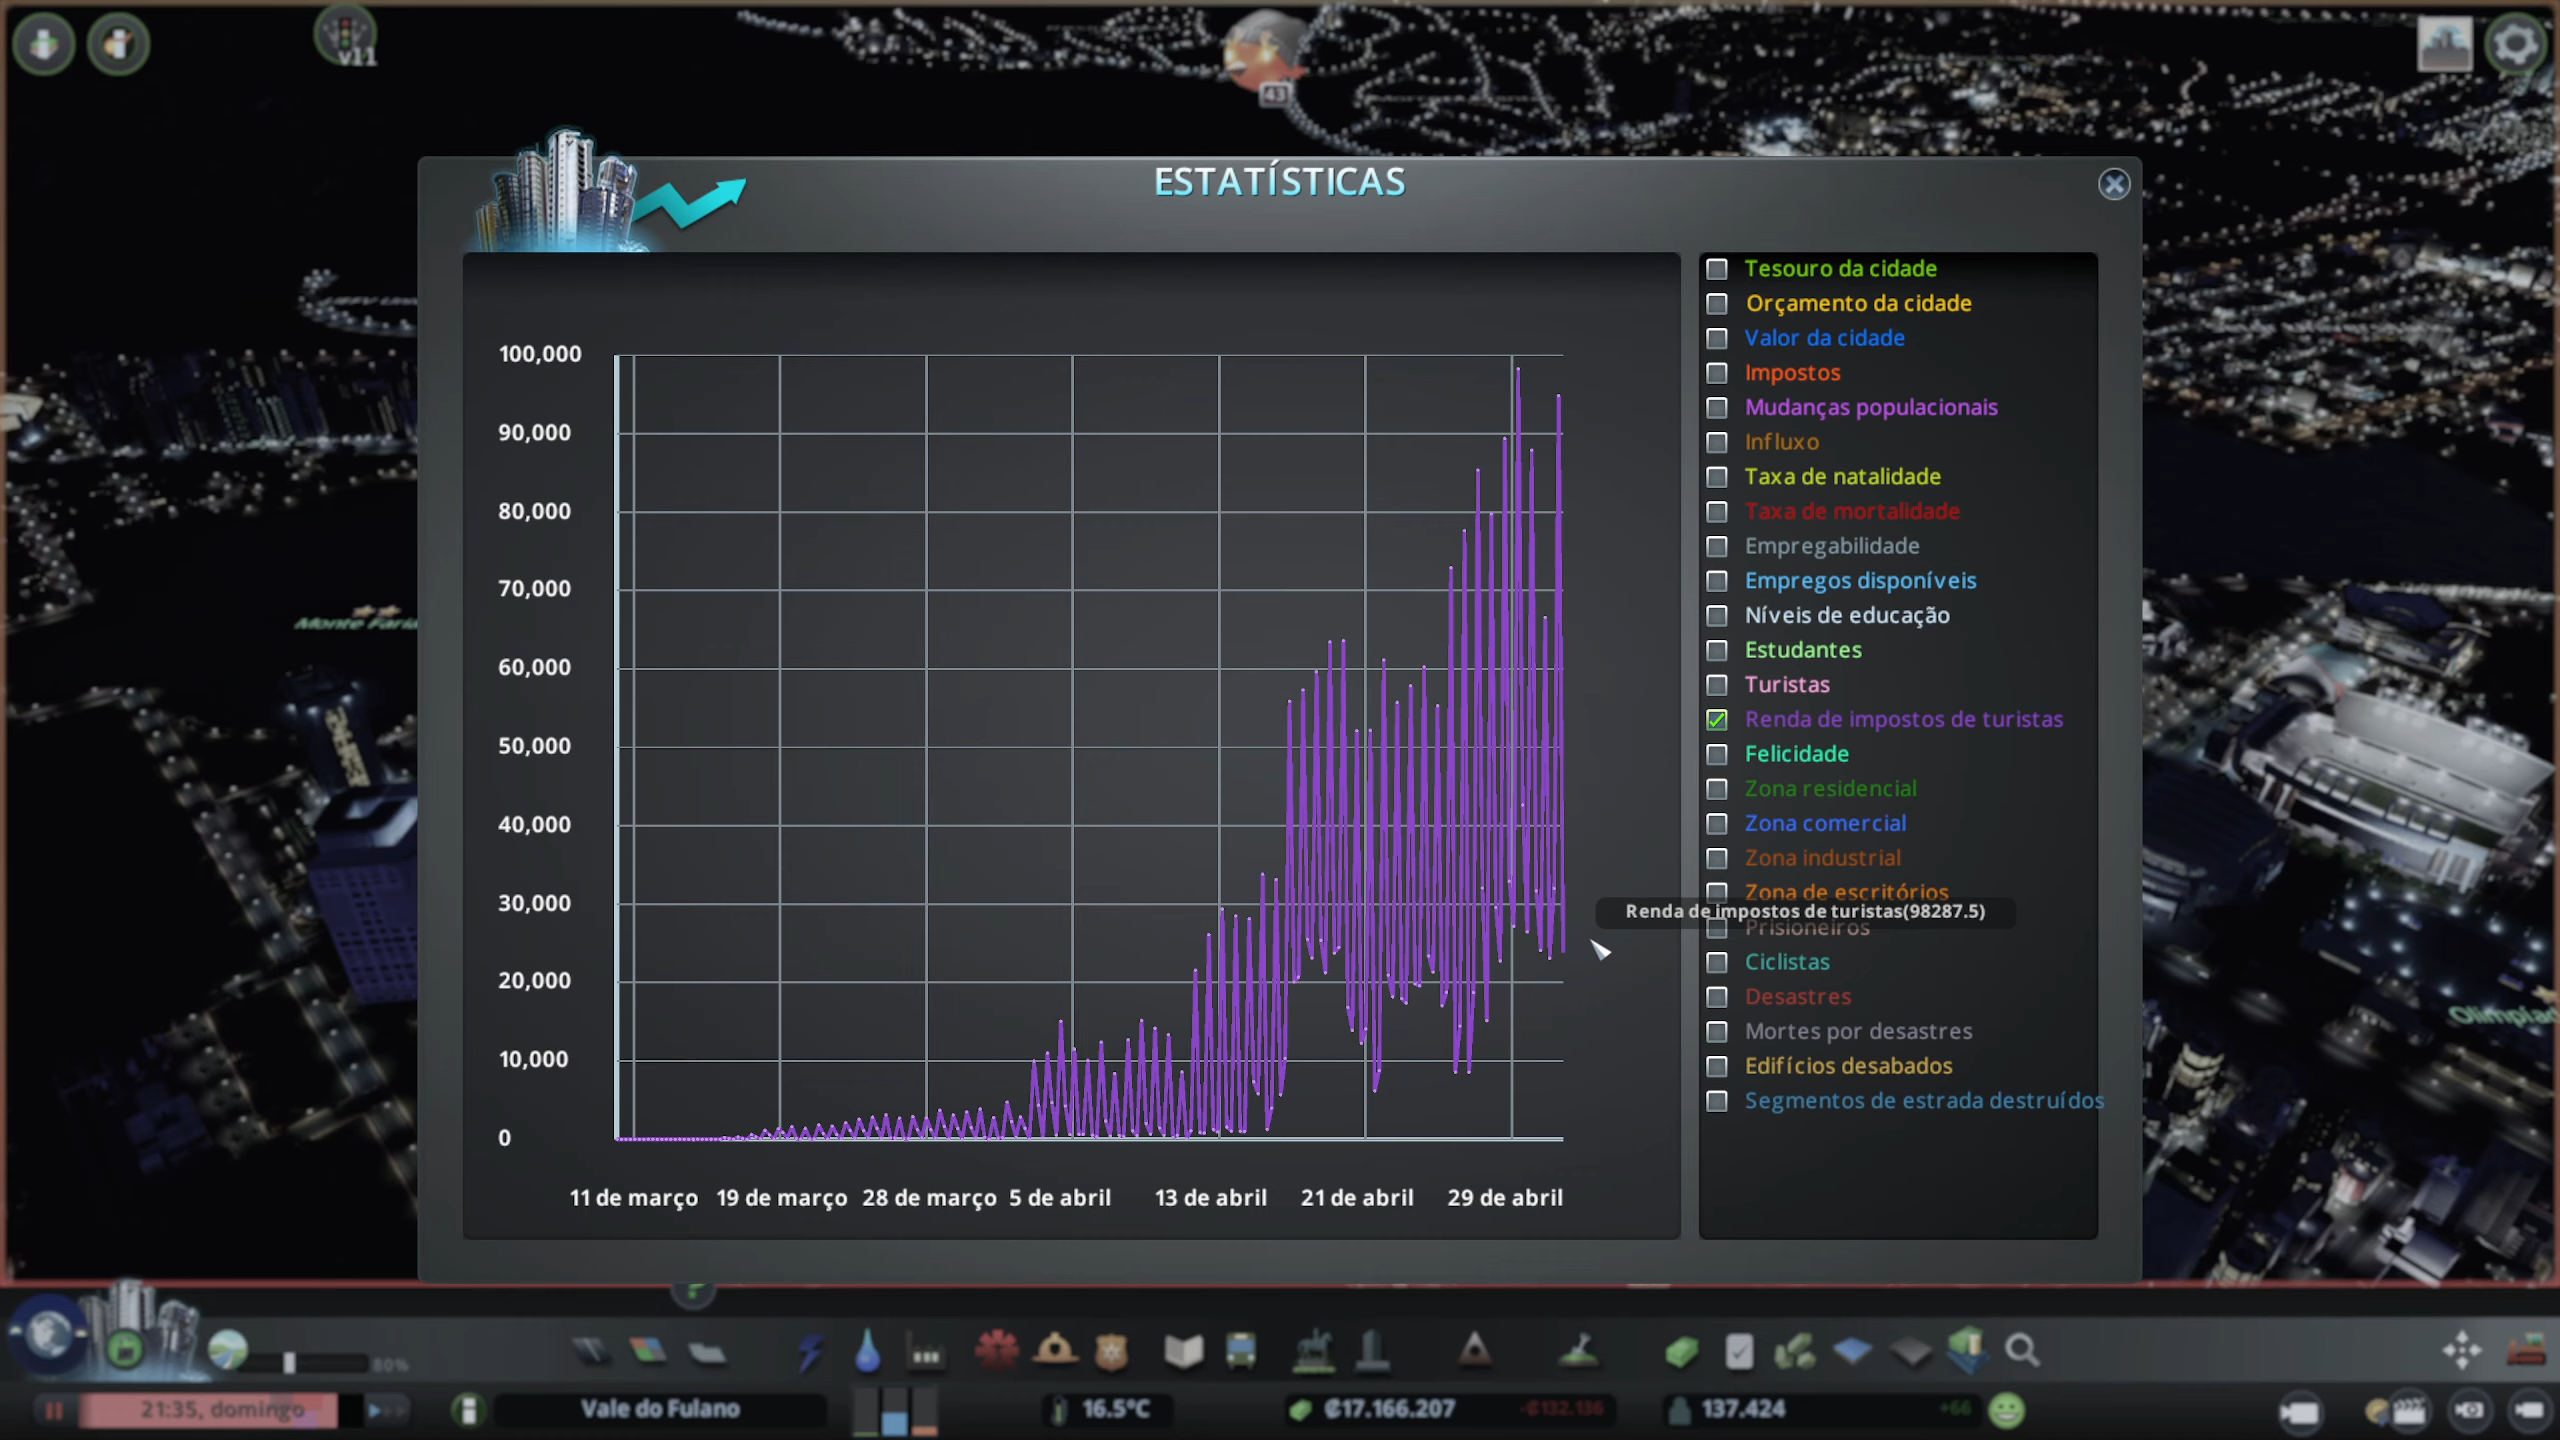 v11
43
ESTATÍSTICAS
100,000
90,000
80,000
70,000
60,000
50,000
40,000
30,000
20,000
10,000
0
11 de março
19 de março
28 de março
5 de abril
13 de abril
21 de abril
29 de abril
Tesouro da cidade
Orçamento da cidade
Valor da cidade
Impostos
Mudanças populacionais
Influxo
Taxa de natalidade
Taxa de mortalidade
Empregabilidade
Empregos disponíveis
Níveis de educação
Estudantes
Turistas
Renda de impostos de turistas
Felicidade
Zona residencial
Zona comercial
Zona industrial
Zona de escritórios
Renda de impostos de turistas(98287.5)
Prisioneiros
Ciclistas
Desastres
Mortes por desastres
Edifícios desabados
Segmentos de estrada destruídos
80%
21:35, domingo
Vale do Fulano
16.5°C
₡17.166.207
-₡132.136
137.424
+66